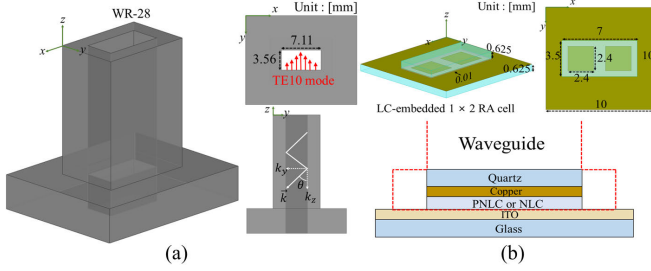 WR-28
z
x
y
Unit : [mm]
y
x
7.11
3.56
TE10 mode
z
y
k_y
θ
k⃗
k_z
(a)
Unit : [mm]
z
x
y
0.625
0.625
0.01
LC-embedded 1 × 2 RA cell
x
y
7
3.5
2.4
2.4
10
10
Waveguide
Quartz
Copper
PNLC or NLC
ITO
Glass
(b)